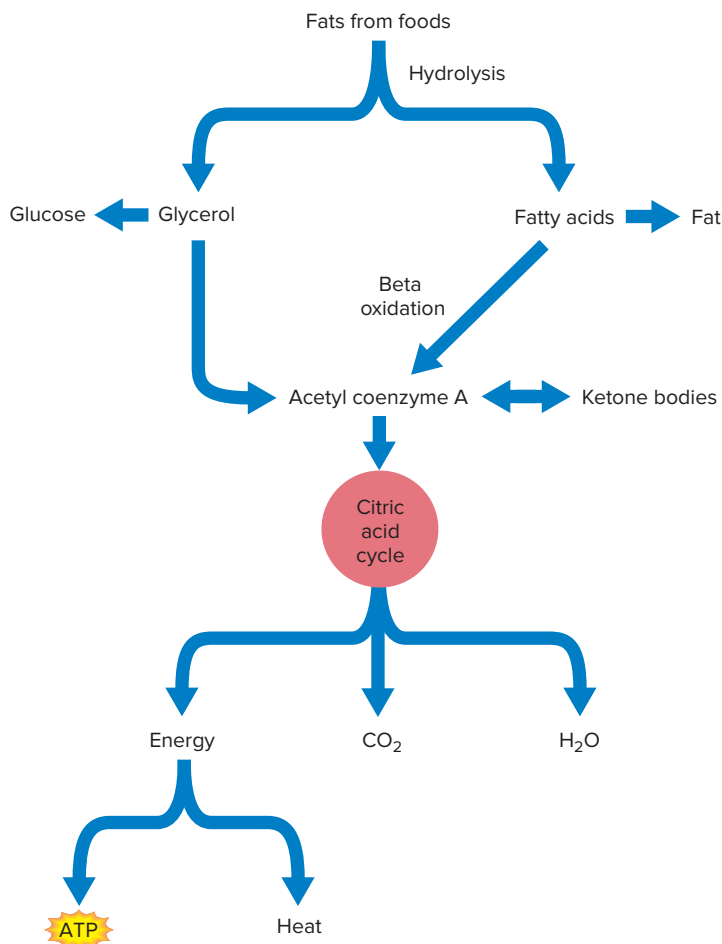 Fats from foods
Hydrolysis
Glucose
Glycerol
Fatty acids
Fat
Beta
oxidation
Acetyl coenzyme A
Ketone bodies
Citric
acid
cycle
Energy
CO₂
H₂O
ATP
Heat